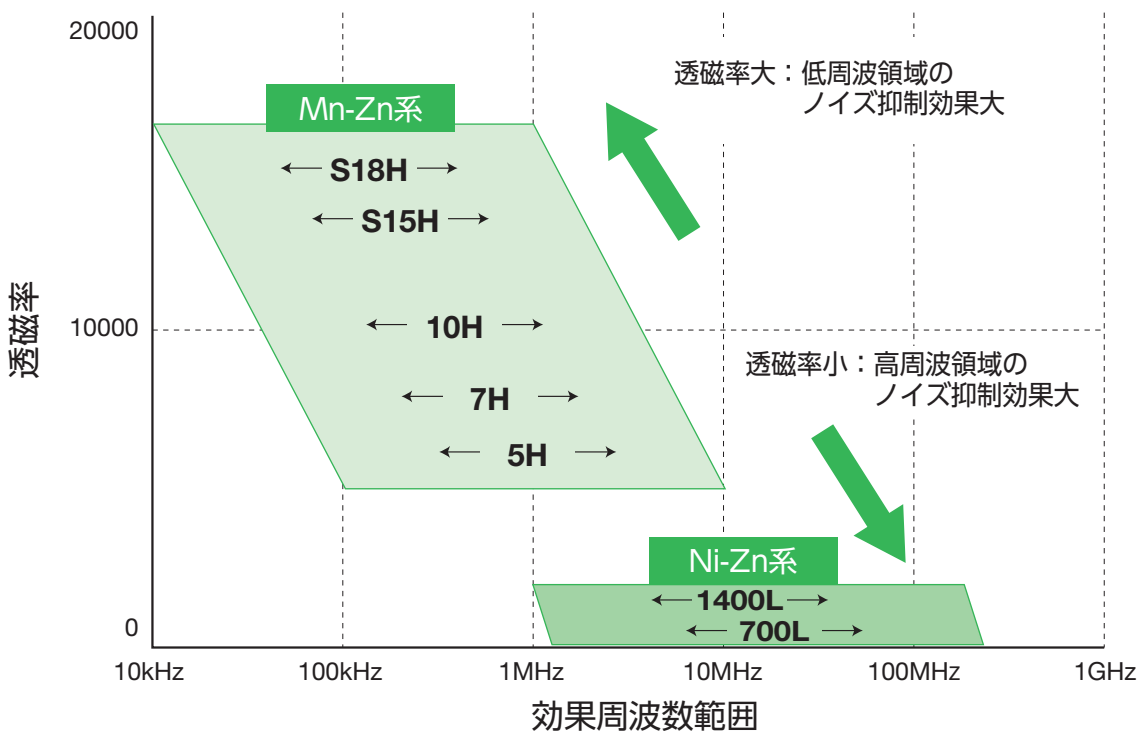 20000
透磁率大：低周波領域の
ノイズ抑制効果大
Mn-Zn系
S18H
S15H
透磁率
10000
10H
透磁率小：高周波領域の
ノイズ抑制効果大
7H
5H
Ni-Zn系
1400L
700L
0
10kHz 100kHz 1MHz 10MHz 100MHz 1GHz
効果周波数範囲